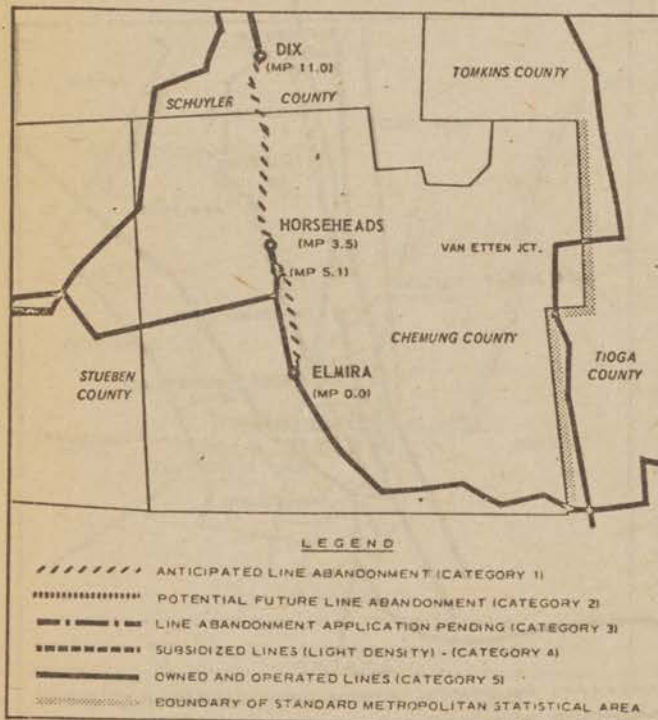 DIX
(MP 11.0)
TOMKINS COUNTY
SCHUYLER COUNTY
HORSEHEADS
(MP 3.5)
VAN ETTEN JCT.
(MP 5.1)
CHEMUNG COUNTY
TIOGA
COUNTY
STUEBEN
COUNTY
ELMIRA
(MP 0.0)
LEGEND
ANTICIPATED LINE ABANDONMENT (CATEGORY 1)
POTENTIAL FUTURE LINE ABANDONMENT (CATEGORY 2)
LINE ABANDONMENT APPLICATION PENDING (CATEGORY 3)
SUBSIDIZED LINES (LIGHT DENSITY) - (CATEGORY 4)
OWNED AND OPERATED LINES (CATEGORY 5)
BOUNDARY OF STANDARD METROPOLITAN STATISTICAL AREA